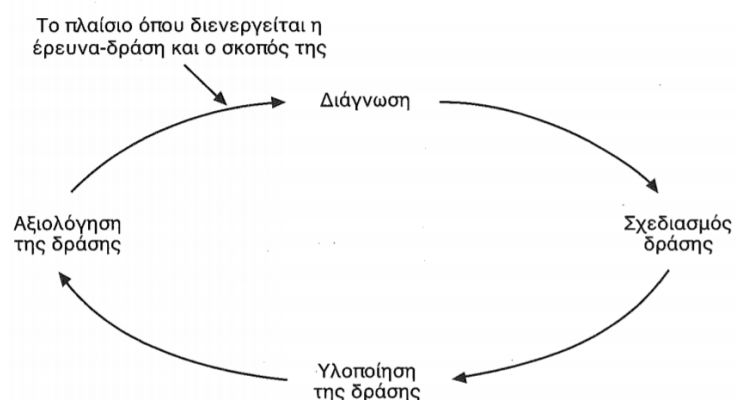 Το πλαίσιο όπου διενεργείται η
έρευνα-δράση και ο σκοπός της
Διάγνωση
Σχεδιασμός
δράσης
Υλοποίηση
της δράσης
Αξιολόγηση
της δράσης